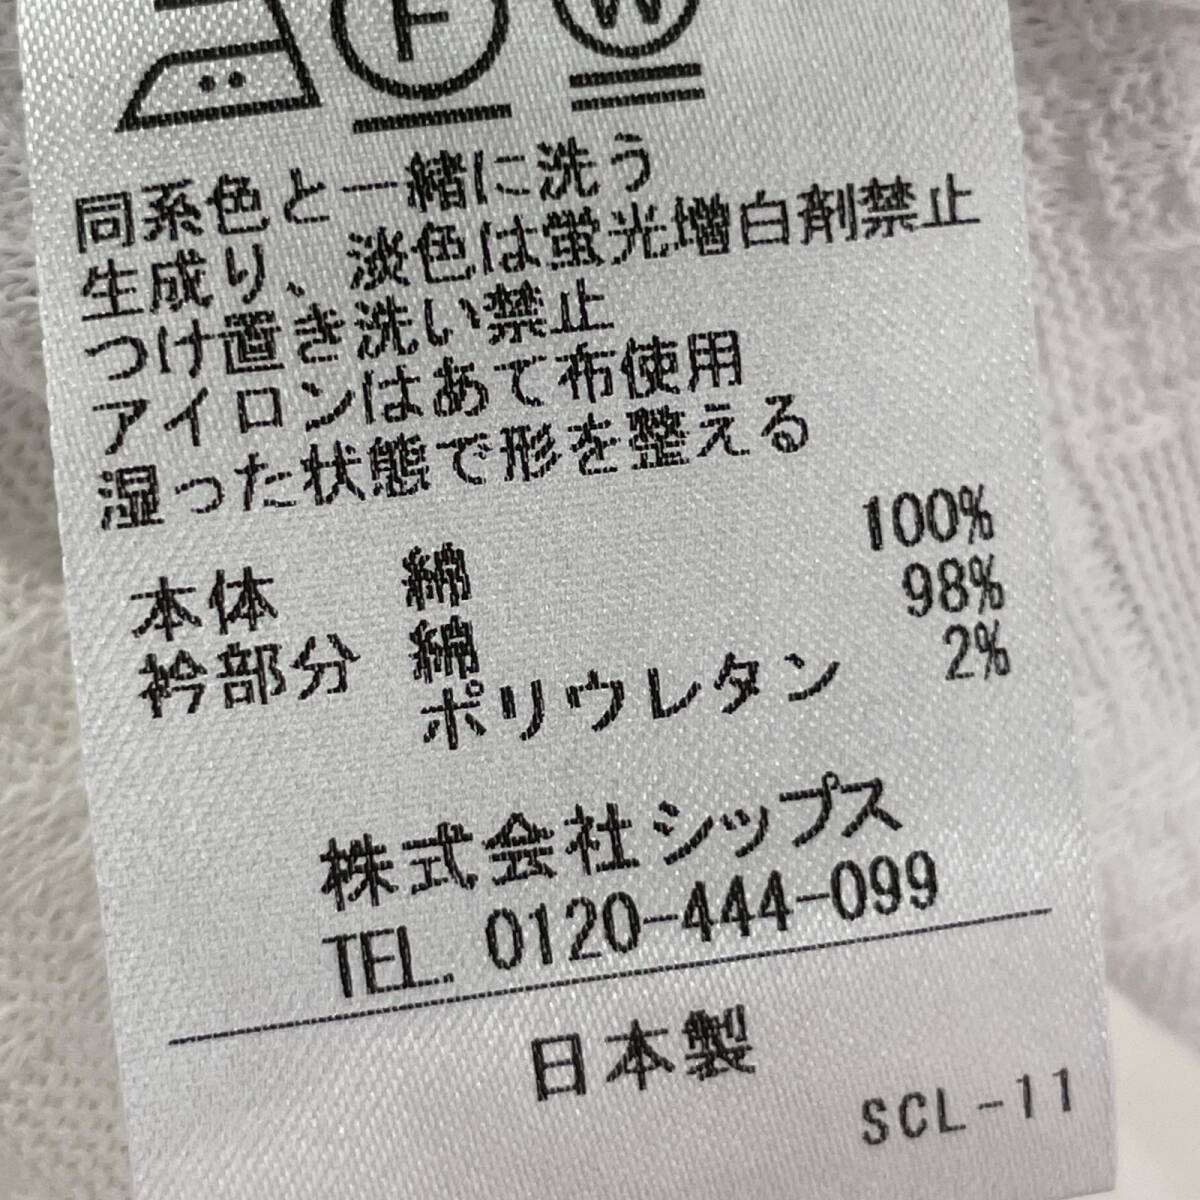 F
W
同系色と一緒に洗う
生成り、淡色は蛍光増白剤禁止
つけ置き洗い禁止
アイロンはあて布使用
湿った状態で形を整える
本体 綿 100%
衿部分 綿 98%
ポリウレタン 2%
株式会社シップス
TEL. 0120-444-099
日本製
SCL-11